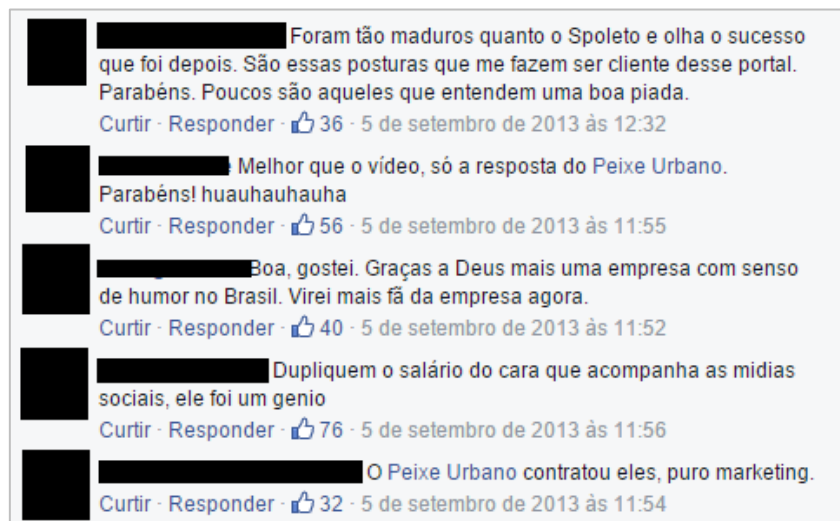 Foram tão maduros quanto o Spoleto e olha o sucesso
que foi depois. São essas posturas que me fazem ser cliente desse portal.
Parabéns. Poucos são aqueles que entendem uma boa piada.
Curtir · Responder · 36 · 5 de setembro de 2013 às 12:32
Melhor que o vídeo, só a resposta do Peixe Urbano.
Parabéns! huauhauhauha
Curtir · Responder · 56 · 5 de setembro de 2013 às 11:55
Boa, gostei. Graças a Deus mais uma empresa com senso
de humor no Brasil. Virei mais fã da empresa agora.
Curtir · Responder · 40 · 5 de setembro de 2013 às 11:52
Dupliquem o salário do cara que acompanha as midias
sociais, ele foi um genio
Curtir · Responder · 76 · 5 de setembro de 2013 às 11:56
O Peixe Urbano contratou eles, puro marketing.
Curtir · Responder · 32 · 5 de setembro de 2013 às 11:54